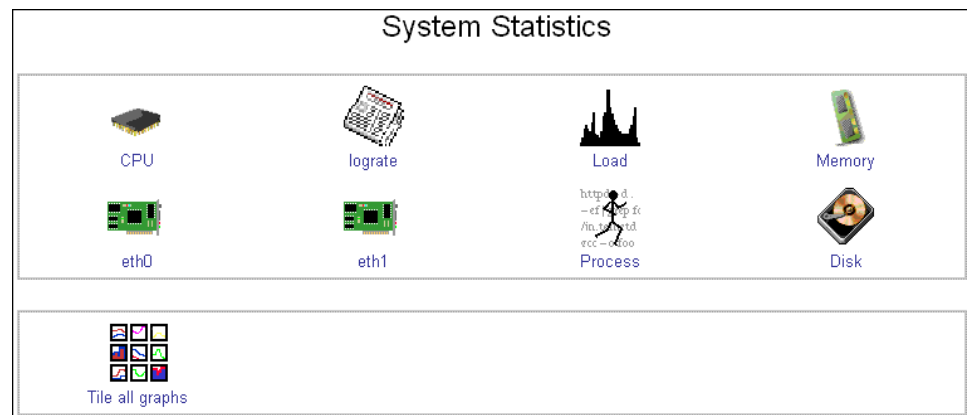 System Statistics
CPU
lograte
Load
Memory
eth0
eth1
Process
Disk
Tile all graphs